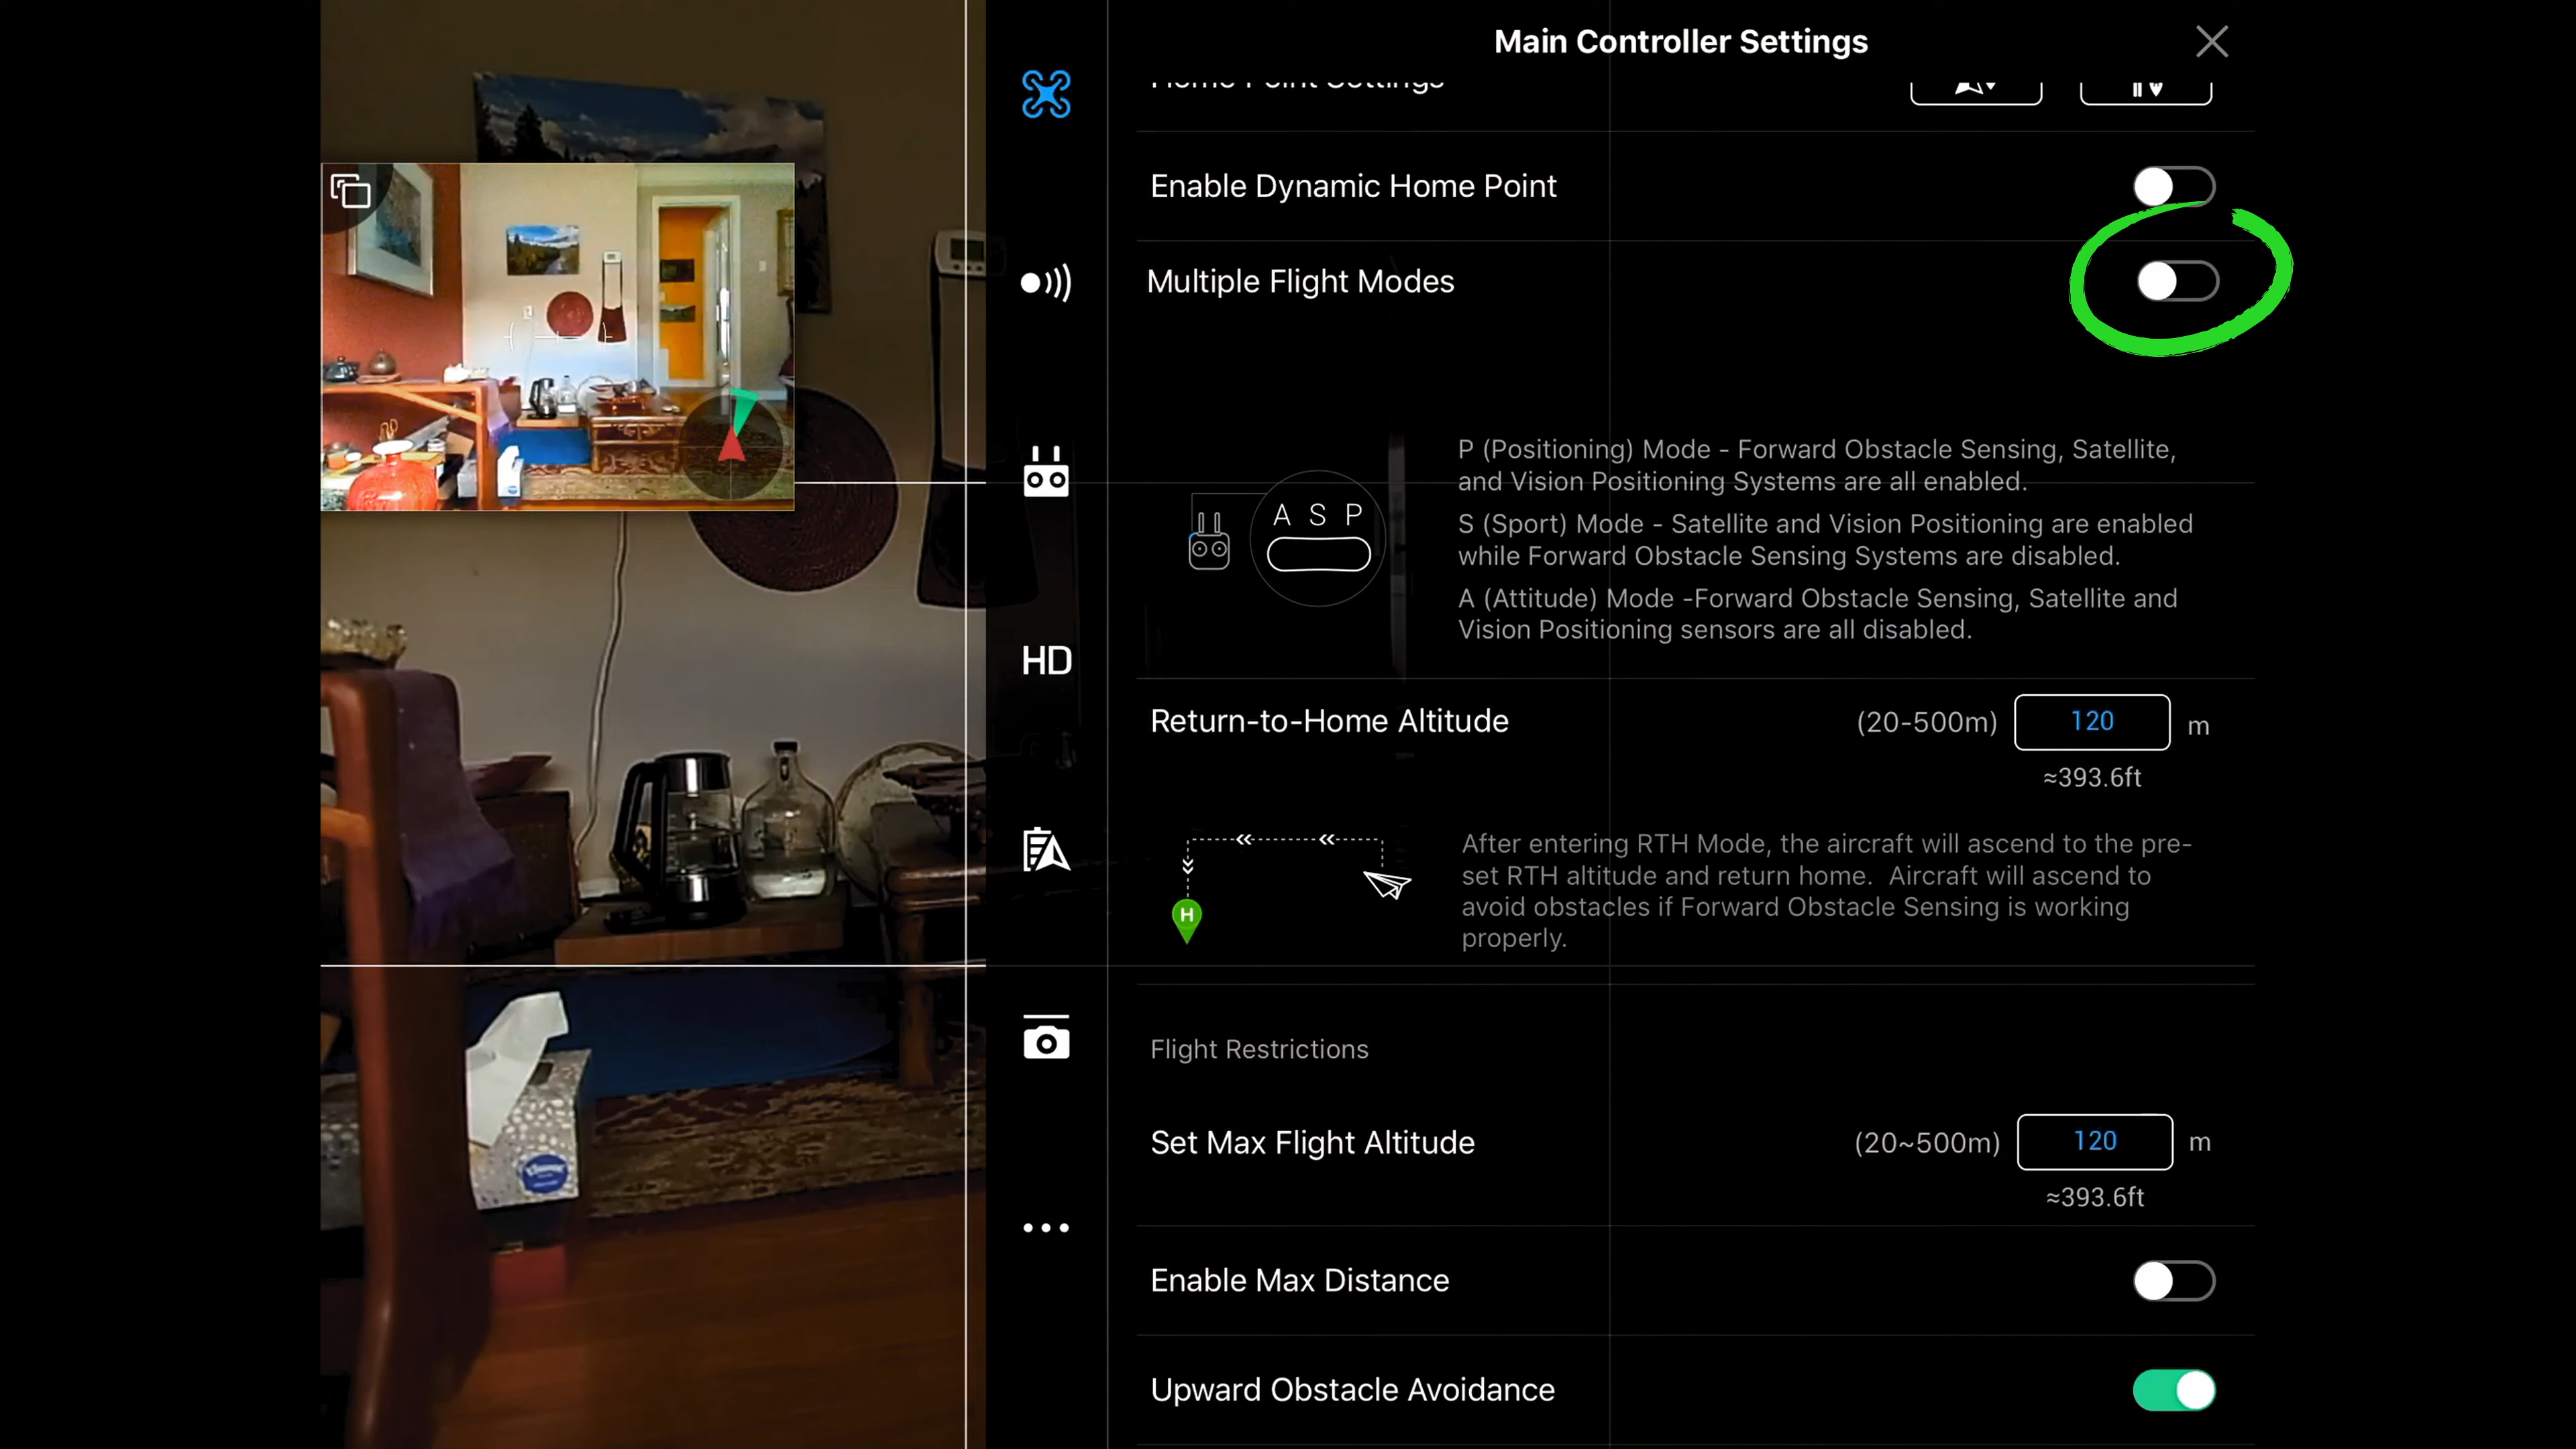 Main Controller Settings
Home Point Settings
Enable Dynamic Home Point
Multiple Flight Modes
P (Positioning) Mode - Forward Obstacle Sensing, Satellite,
and Vision Positioning Systems are all enabled.
A S P
S (Sport) Mode - Satellite and Vision Positioning are enabled
while Forward Obstacle Sensing Systems are disabled.
A (Attitude) Mode -Forward Obstacle Sensing, Satellite and
Vision Positioning sensors are all disabled.
HD
Return-to-Home Altitude (20-500m) 120 m
≈393.6ft
After entering RTH Mode, the aircraft will ascend to the pre-
set RTH altitude and return home. Aircraft will ascend to
avoid obstacles if Forward Obstacle Sensing is working
properly.
H
Flight Restrictions
Set Max Flight Altitude (20~500m) 120 m
≈393.6ft
Kleenex
Enable Max Distance
Upward Obstacle Avoidance